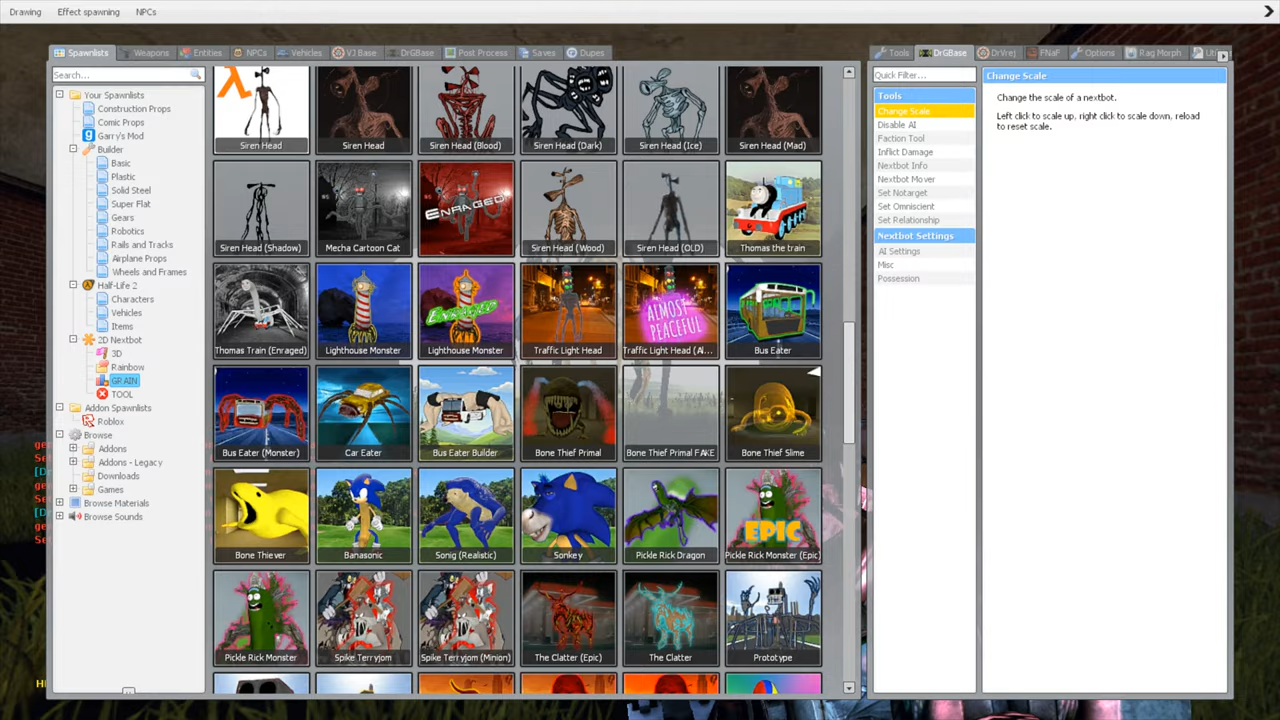 Drawing Effect spawning NPCs
Spawnlists Weapons Entities NPCs Vehicles VJ Base DrGBase Post Process Saves Dupes
Search...
Your Spawnlists
Construction Props
Comic Props
Garry's Mod
Builder
Basic
Plastic
Solid Steel
Super Flat
Gears
Robotics
Rails and Tracks
Airplane Props
Wheels and Frames
Half-Life 2
Characters
Vehicles
Items
2D Nextbot
3D
Rainbow
GRAIN
TOOL
Addon Spawnlists
Roblox
Browse
Addons
Addons - Legacy
Downloads
Games
Browse Materials
Browse Sounds
Siren Head Siren Head Siren Head (Blood) Siren Head (Dark) Siren Head (Ice) Siren Head (Mad)
ENRAGED
Siren Head (Shadow) Mecha Cartoon Cat Siren Head (Wood) Siren Head (OLD) Thomas the train
Enraged ALMOST PEACEFUL
Thomas Train (Enraged) Lighthouse Monster Lighthouse Monster Traffic Light Head Traffic Light Head (Al... Bus Eater
Bus Eater (Monster) Car Eater Bus Eater Builder Bone Thief Primal Bone Thief Primal FAKE Bone Thief Slime
EPIC
Bone Thiever Banasonic Sonig (Realistic) Sonkey Pickle Rick Dragon Pickle Rick Monster (Epic)
Pickle Rick Monster Spike Terryjom Spike Terryjom (Minion) The Clatter (Epic) The Clatter Prototype
Tools DrGBase DrVrej FNaF Options Rag Morph Uti
Quick Filter...
Tools
Change Scale
Disable AI
Faction Tool
Inflict Damage
Nextbot Info
Nextbot Mover
Set Notarget
Set Omniscient
Set Relationship
Nextbot Settings
AI Settings
Misc
Possession
Change Scale
Change the scale of a nextbot.
Left click to scale up, right click to scale down, reload
to reset scale.